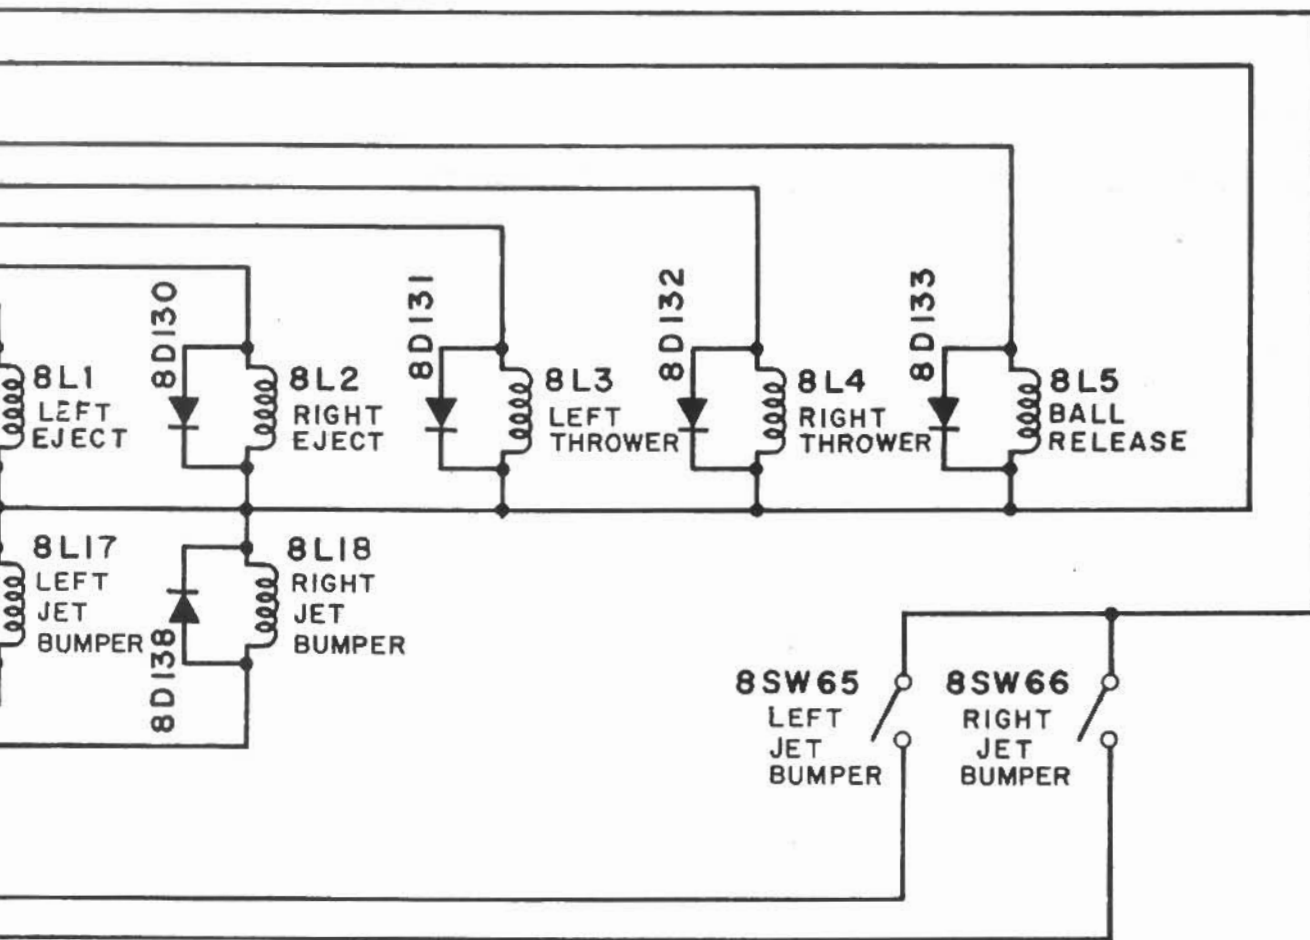 8D130
8D131
8D132
8D133
8L1
LEFT
EJECT
8L2
RIGHT
EJECT
8L3
LEFT
THROWER
8L4
RIGHT
THROWER
8L5
BALL
RELEASE
8L17
LEFT
JET
BUMPER
8D138
8L18
RIGHT
JET
BUMPER
8SW65
LEFT
JET
BUMPER
8SW66
RIGHT
JET
BUMPER